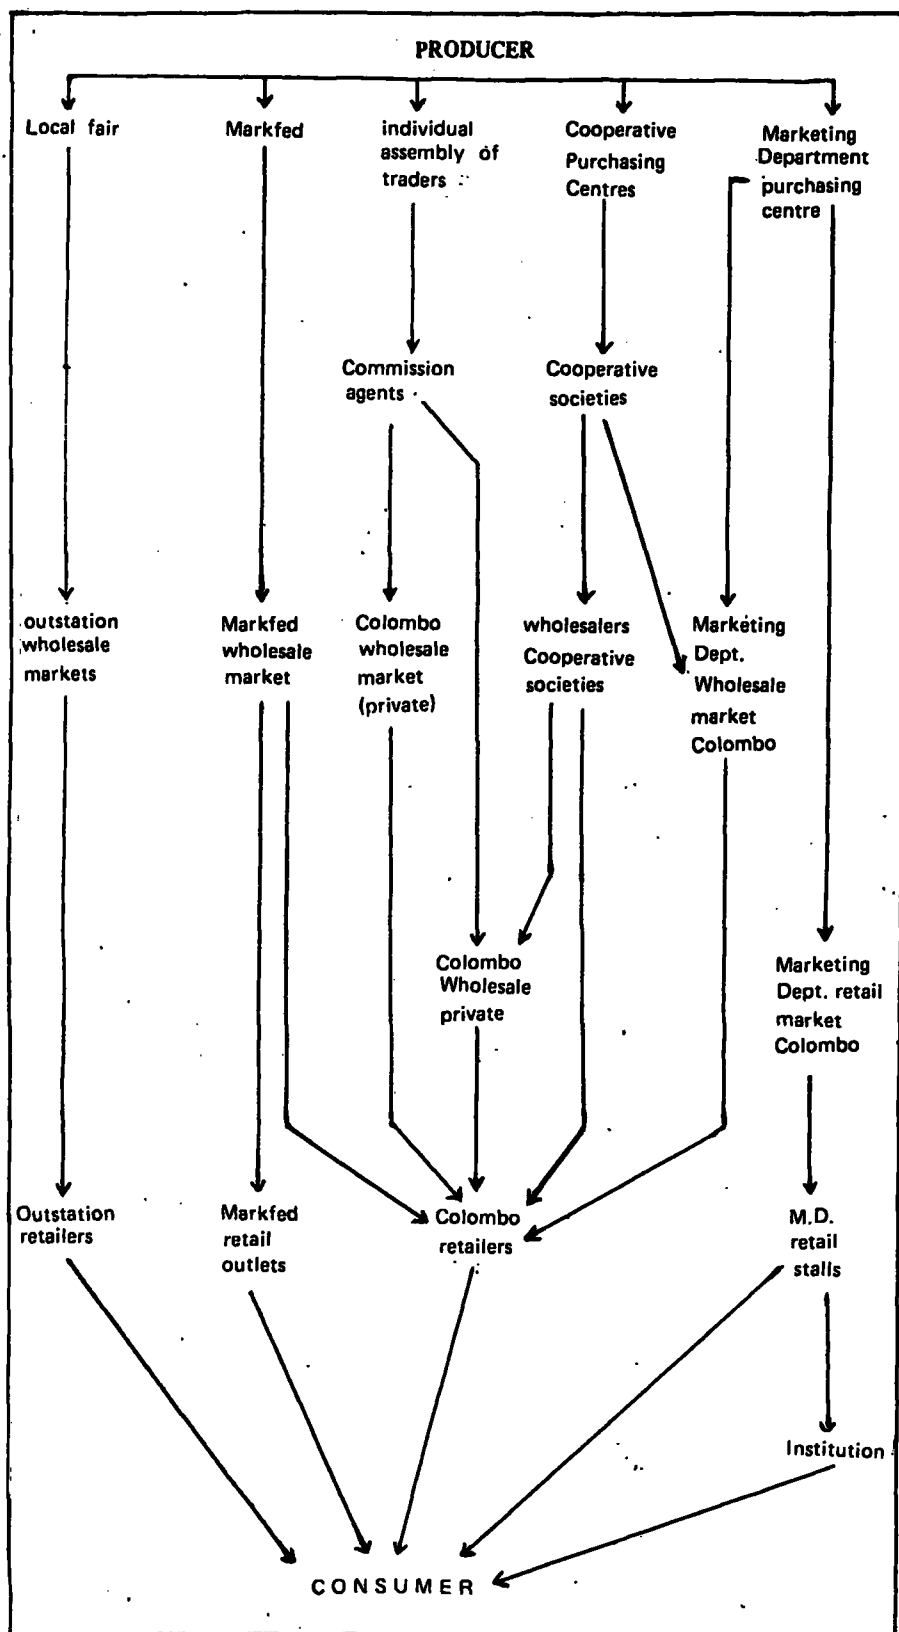 PRODUCER
Local fair
Markfed
individual
assembly of
traders
Cooperative
Purchasing
Centres
Marketing
Department
purchasing
centre
Commission
agents
Cooperative
societies
outstation
wholesale
markets
Markfed
wholesale
market
Colombo
wholesale
market
(private)
wholesalers
Cooperative
societies
Marketing
Dept.
Wholesale
market
Colombo
Colombo
Wholesale
private
Marketing
Dept. retail
market
Colombo
Outstation
retailers
Markfed
retail
outlets
Colombo
retailers
M.D.
retail
stalls
Institution
CONSUMER